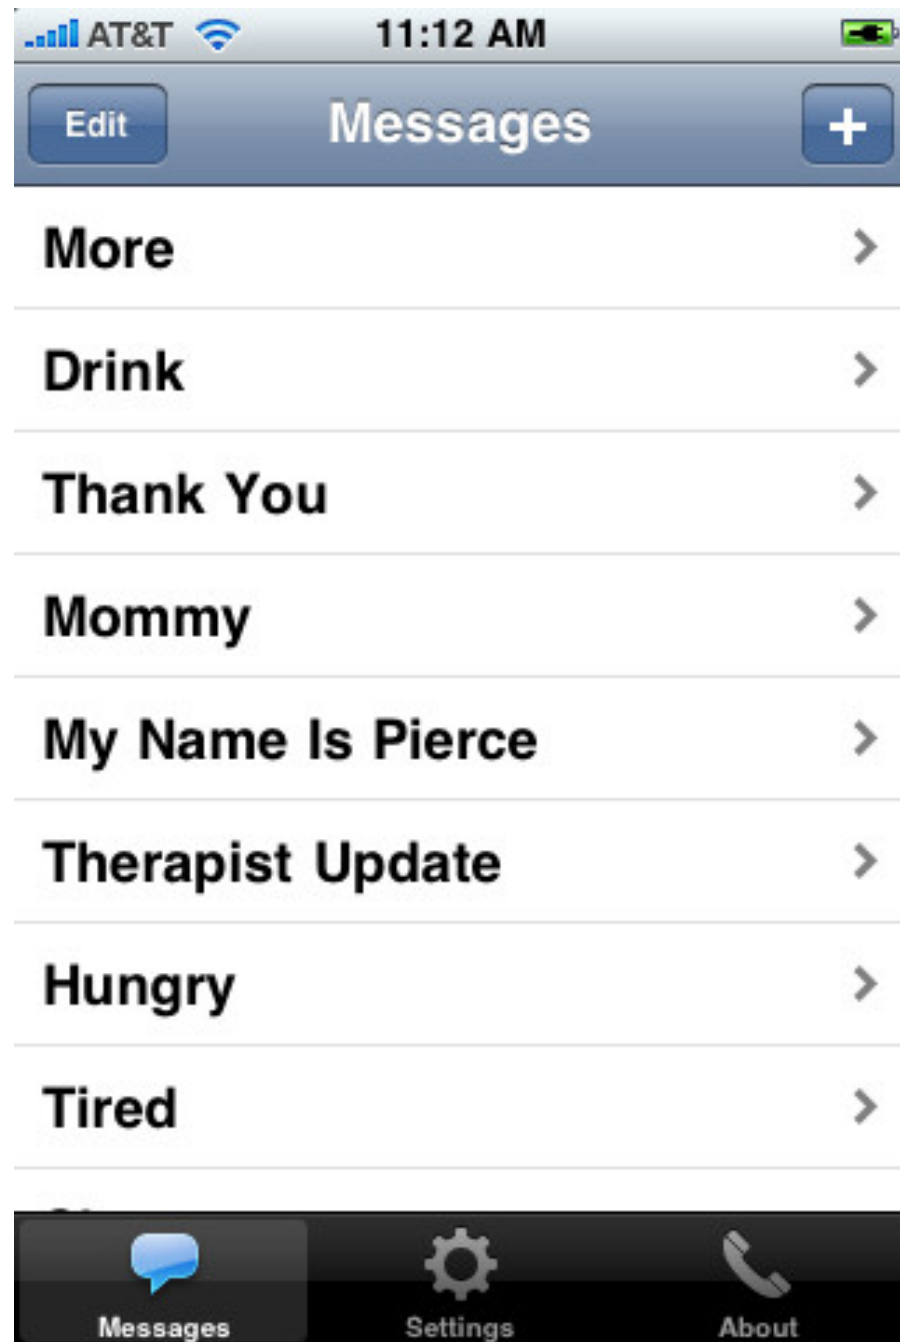 AT&T 11:12 AM
Edit Messages +
More
Drink
Thank You
Mommy
My Name Is Pierce
Therapist Update
Hungry
Tired
Messages Settings About